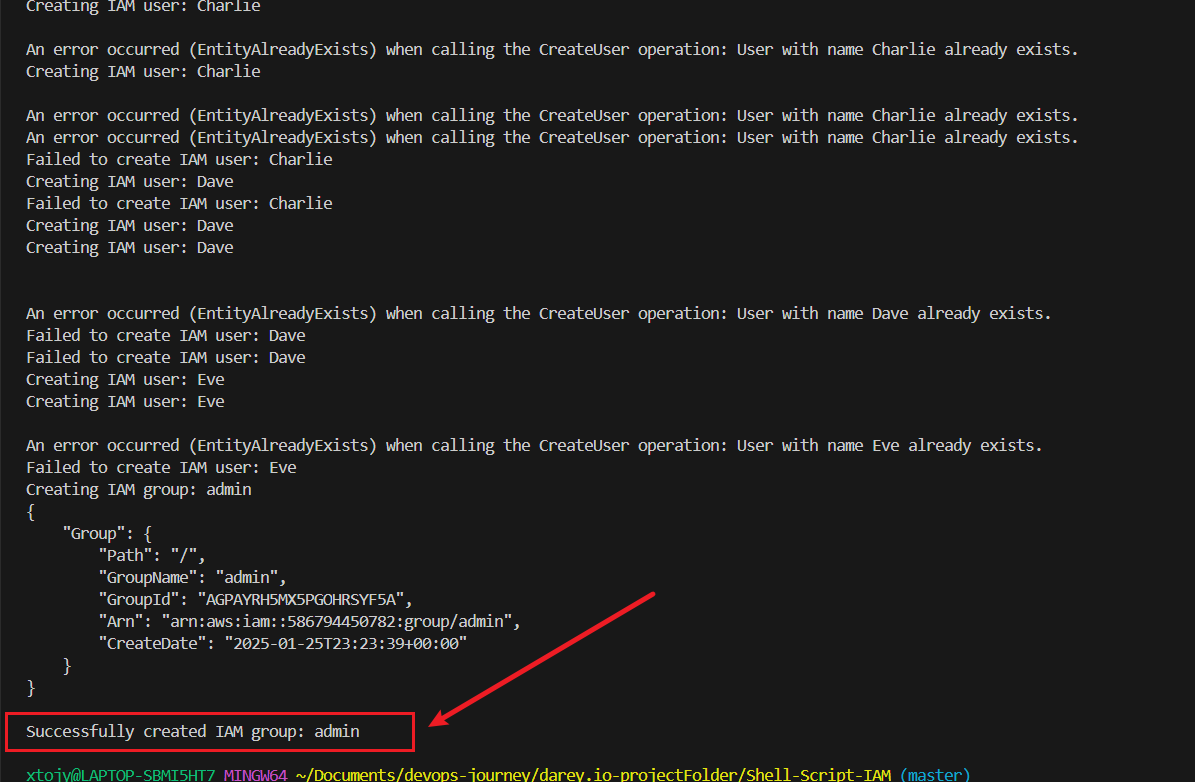 Creating IAM user: Charlie
An error occurred (EntityAlreadyExists) when calling the CreateUser operation: User with name Charlie already exists.
Creating IAM user: Charlie
An error occurred (EntityAlreadyExists) when calling the CreateUser operation: User with name Charlie already exists.
An error occurred (EntityAlreadyExists) when calling the CreateUser operation: User with name Charlie already exists.
Failed to create IAM user: Charlie
Creating IAM user: Dave
Failed to create IAM user: Charlie
Creating IAM user: Dave
Creating IAM user: Dave
An error occurred (EntityAlreadyExists) when calling the CreateUser operation: User with name Dave already exists.
Failed to create IAM user: Dave
Failed to create IAM user: Dave
Creating IAM user: Eve
Creating IAM user: Eve
An error occurred (EntityAlreadyExists) when calling the CreateUser operation: User with name Eve already exists.
Failed to create IAM user: Eve
Creating IAM group: admin
{
    "Group": {
        "Path": "/",
        "GroupName": "admin",
        "GroupId": "AGPAYRH5MX5PGOHRSYF5A",
        "Arn": "arn:aws:iam::586794450782:group/admin",
        "CreateDate": "2025-01-25T23:23:39+00:00"
    }
}
Successfully created IAM group: admin
xtojy@LAPTOP-SBMI5HT7 MINGW64 ~/Documents/devops-journey/darey.io-projectFolder/Shell-Script-IAM (master)